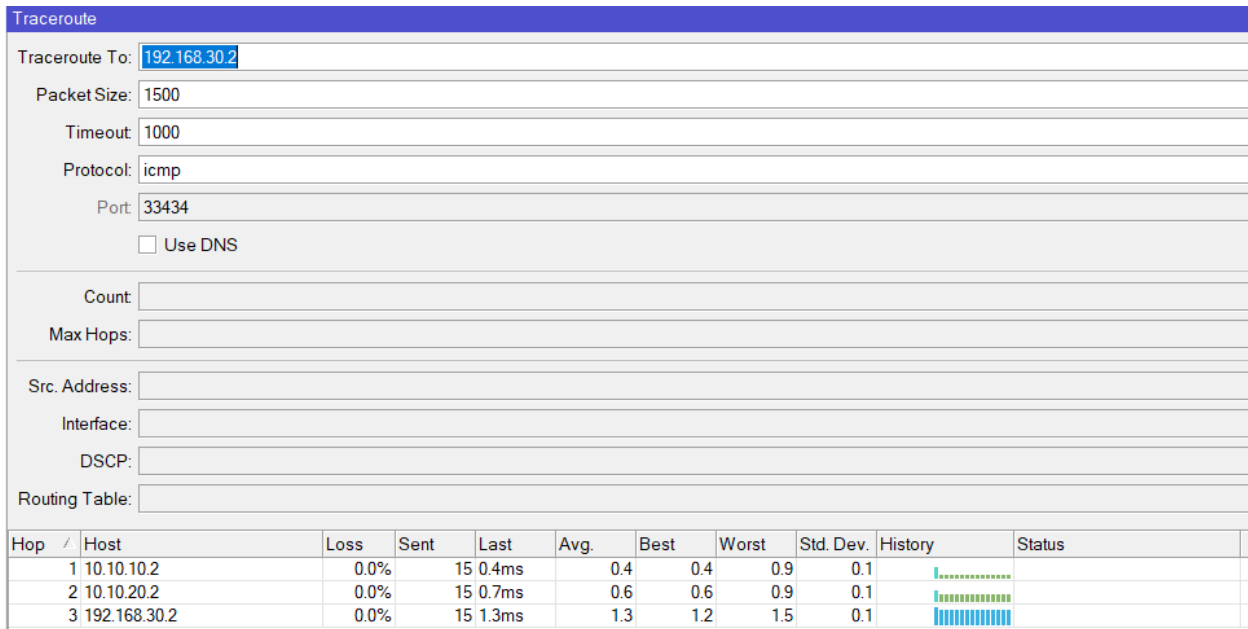 Traceroute
Traceroute To: 192.168.30.2
Packet Size: 1500
Timeout: 1000
Protocol: icmp
Port: 33434
Use DNS
Count:
Max Hops:
Src. Address:
Interface:
DSCP:
Routing Table:
Hop Host Loss Sent Last Avg. Best Worst Std. Dev. History Status
1 10.10.10.2 0.0% 15 0.4ms 0.4 0.4 0.9 0.1
2 10.10.20.2 0.0% 15 0.7ms 0.6 0.6 0.9 0.1
3 192.168.30.2 0.0% 15 1.3ms 1.3 1.2 1.5 0.1